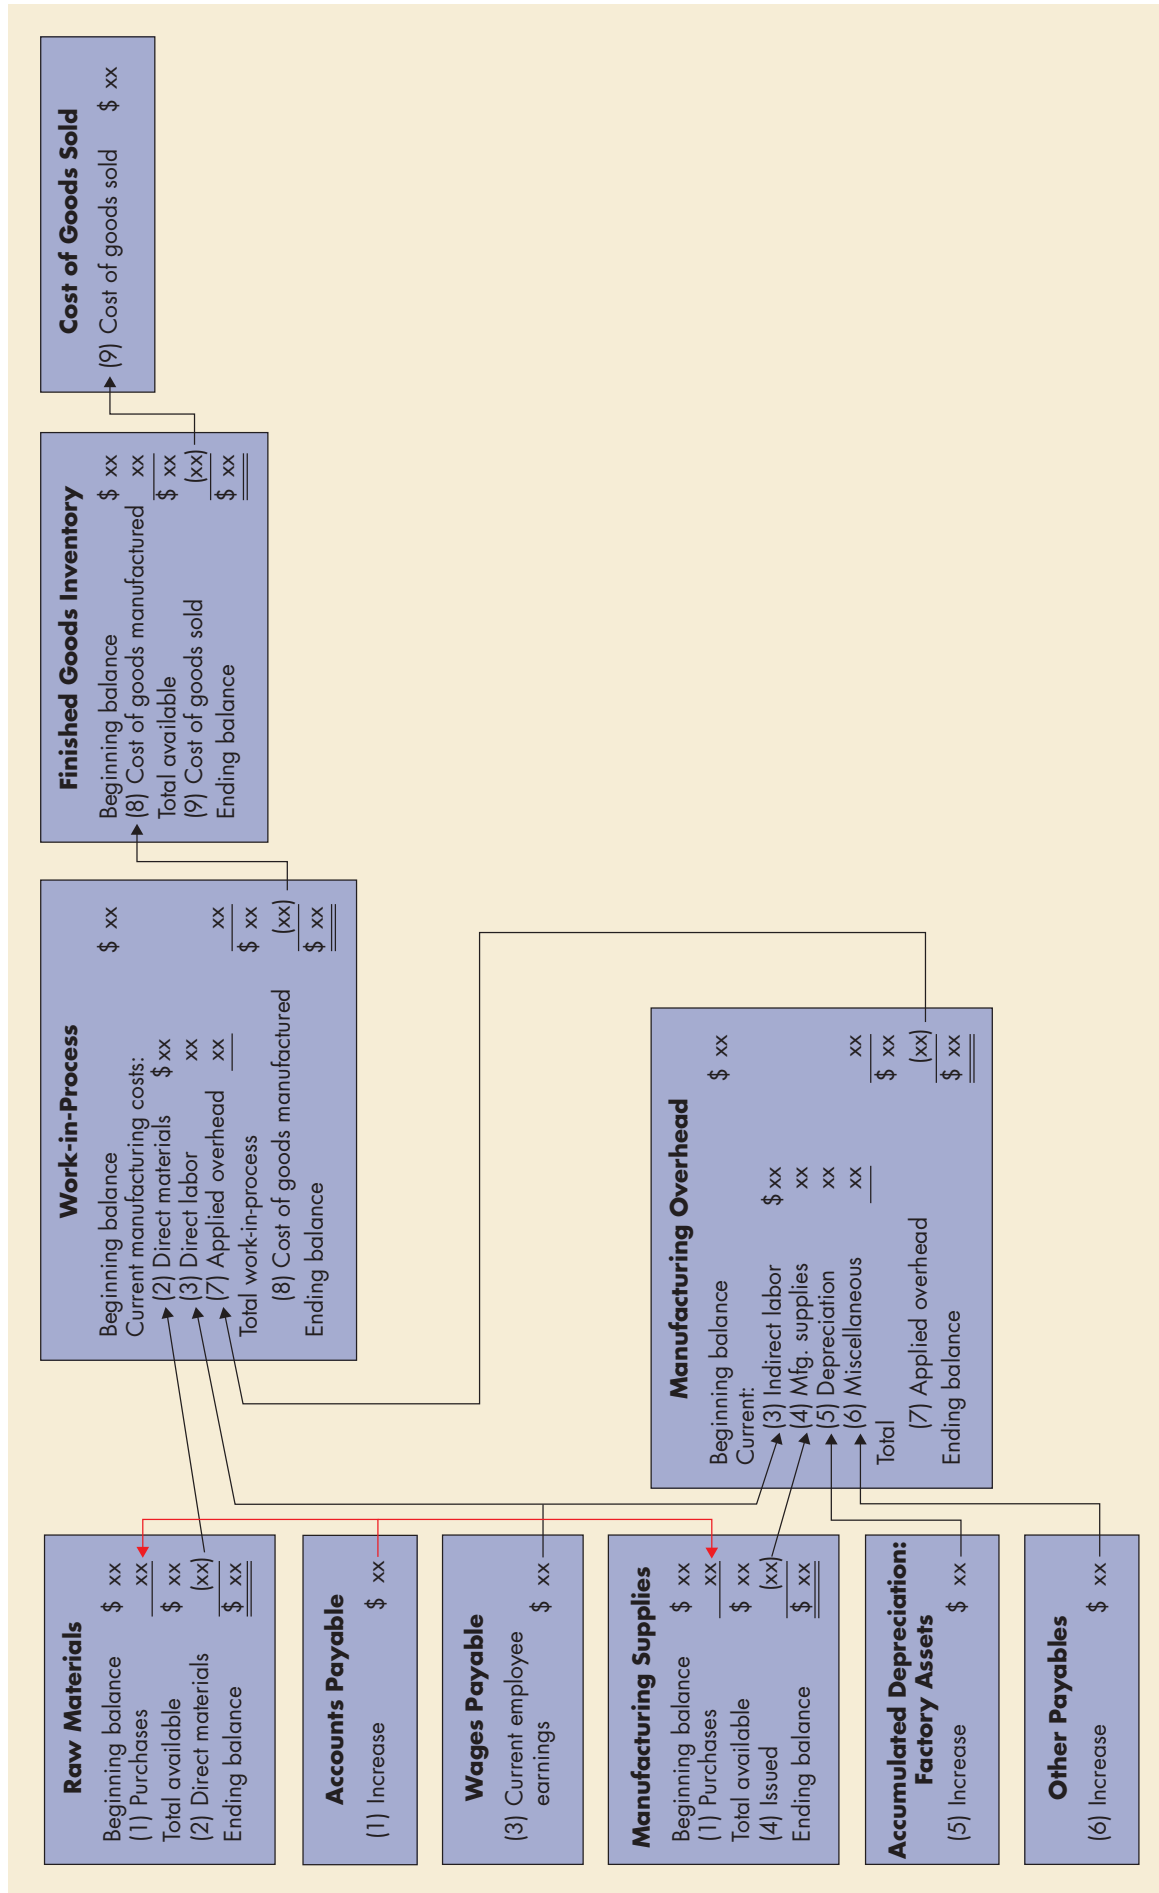 Raw Materials
Beginning balance $ xx
(1) Purchases xx
Total available $ xx
(2) Direct materials (xx)
Ending balance $ xx
Accounts Payable
(1) Increase $ xx
Wages Payable
(3) Current employee
earnings $ xx
Manufacturing Supplies
Beginning balance $ xx
(1) Purchases xx
Total available $ xx
(4) Issued (xx)
Ending balance $ xx
Accumulated Depreciation:
Factory Assets
(5) Increase $ xx
Other Payables
(6) Increase $ xx
Work-in-Process
Beginning balance $ xx
Current manufacturing costs:
(2) Direct materials $ xx
(3) Direct labor xx
(7) Applied overhead xx xx
Total work-in-process $ xx
(8) Cost of goods manufactured (xx)
Ending balance $ xx
Manufacturing Overhead
Beginning balance $ xx
Current:
(3) Indirect labor $ xx
(4) Mfg. supplies xx
(5) Depreciation xx
(6) Miscellaneous xx xx
Total $ xx
(7) Applied overhead (xx)
Ending balance $ xx
Finished Goods Inventory
Beginning balance $ xx
(8) Cost of goods manufactured xx
Total available $ xx
(9) Cost of goods sold (xx)
Ending balance $ xx
Cost of Goods Sold
(9) Cost of goods sold $ xx